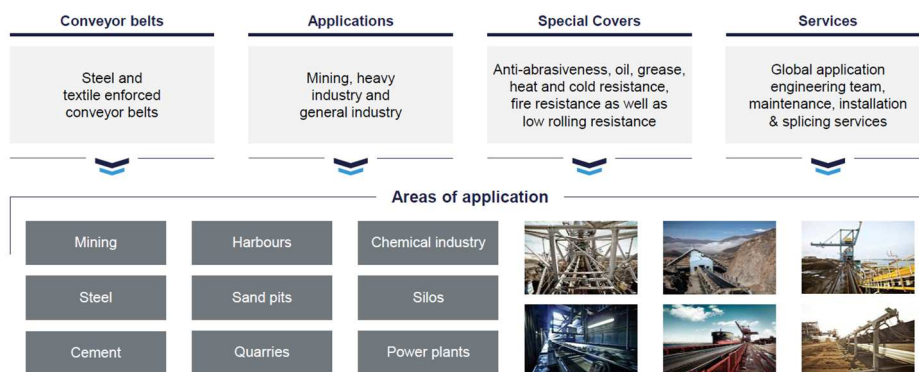 Conveyor belts
Steel and
textile enforced
conveyor belts
Applications
Mining, heavy
industry and
general industry
Special Covers
Anti-abrasiveness, oil, grease,
heat and cold resistance,
fire resistance as well as
low rolling resistance
Services
Global application
engineering team,
maintenance, installation
& splicing services
Areas of application
Mining
Harbours
Chemical industry
Steel
Sand pits
Silos
Cement
Quarries
Power plants